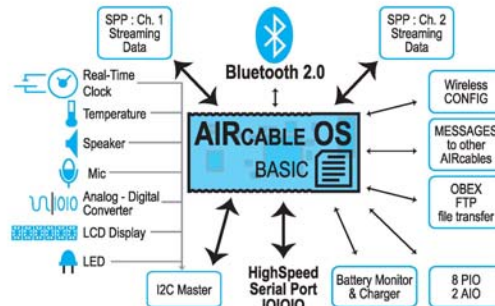 SPP : Ch. 1
Streaming
Data
Bluetooth 2.0
SPP : Ch. 2
Streaming
Data
Real-Time
Clock
Temperature
Speaker
Mic
Analog - Digital
Converter
LCD Display
LED
AIRCABLE OS
BASIC
Wireless
CONFIG
MESSAGES
to other
AIRcables
OBEX
FTP
file transfer
I2C Master
HighSpeed
Serial Port
IOIOIO
Battery Monitor
& Charger
8 PIO
2 AIO